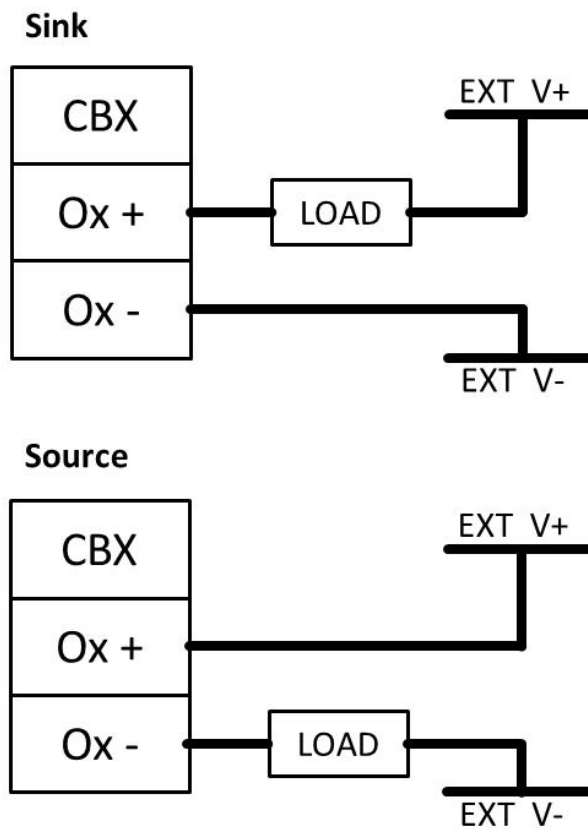 Sink
CBX
EXT V+
Ox +
LOAD
Ox -
EXT V-
Source
CBX
EXT V+
Ox +
Ox -
LOAD
EXT V-